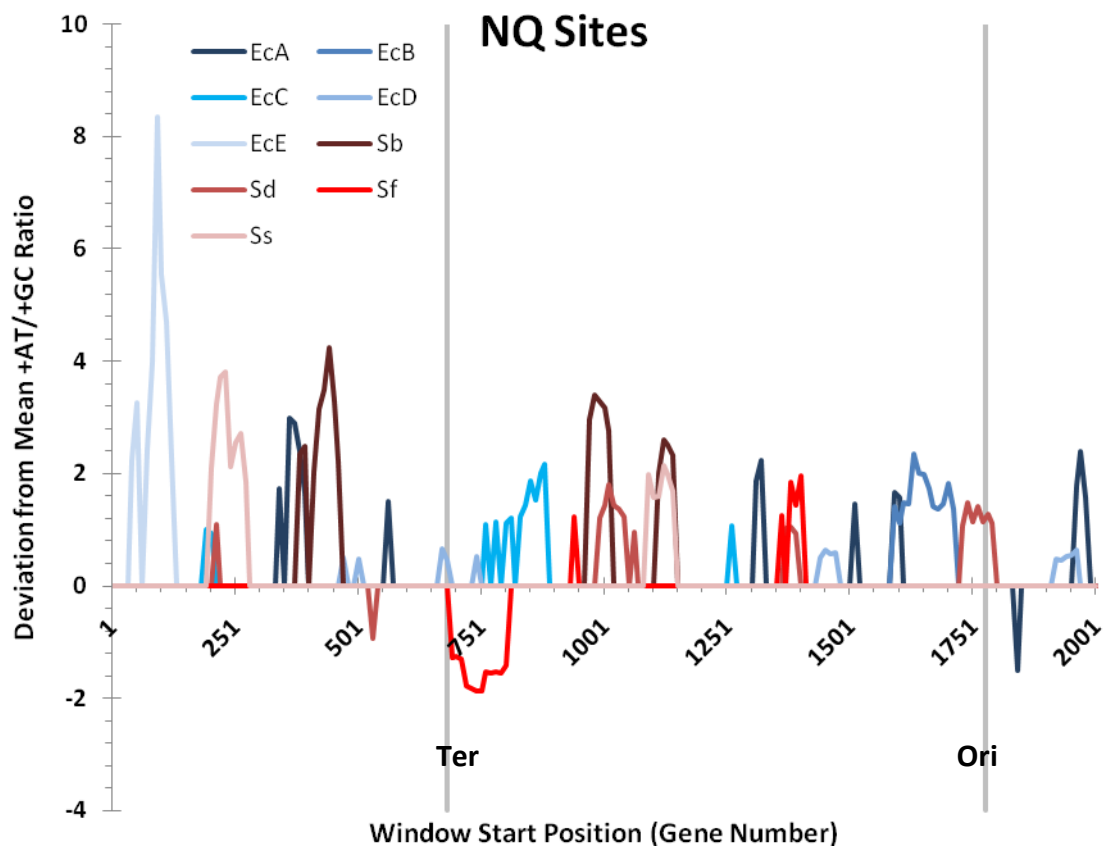 NQ Sites
EcA EcB
EcC EcD
EcE Sb
Sd Sf
Ss
10
8
6
4
2
0
-2
-4
Deviation from Mean +AT/+GC Ratio
1 251 501 751 1001 1251 1501 1751 2001
Ter Ori
Window Start Position (Gene Number)